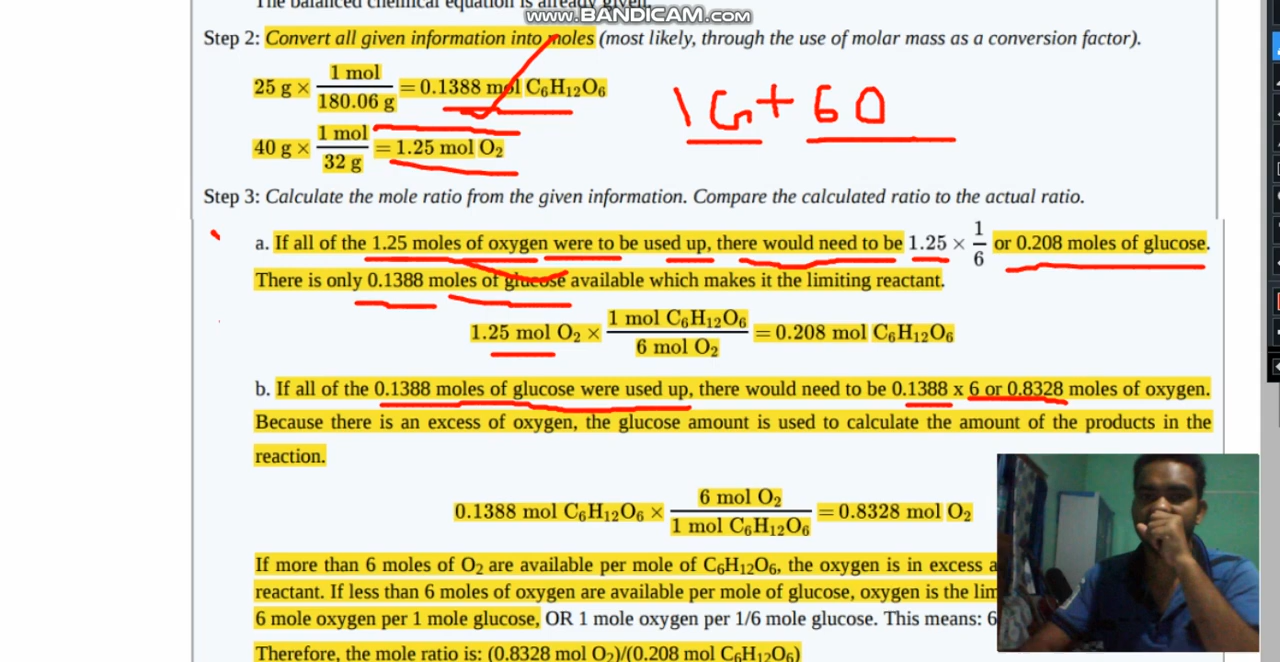 The balanced chemical equation is already given.
www.BANDICAM.com
Step 2: Convert all given information into moles (most likely, through the use of molar mass as a conversion factor).
25 g × 1 mol / 180.06 g = 0.1388 mol C₆H₁₂O₆
1G+6O
40 g × 1 mol / 32 g = 1.25 mol O₂
Step 3: Calculate the mole ratio from the given information. Compare the calculated ratio to the actual ratio.
a. If all of the 1.25 moles of oxygen were to be used up, there would need to be 1.25 × 1/6 or 0.208 moles of glucose.
There is only 0.1388 moles of glucose available which makes it the limiting reactant.
1.25 mol O₂ × 1 mol C₆H₁₂O₆ / 6 mol O₂ = 0.208 mol C₆H₁₂O₆
b. If all of the 0.1388 moles of glucose were used up, there would need to be 0.1388 x 6 or 0.8328 moles of oxygen.
Because there is an excess of oxygen, the glucose amount is used to calculate the amount of the products in the
reaction.
0.1388 mol C₆H₁₂O₆ × 6 mol O₂ / 1 mol C₆H₁₂O₆ = 0.8328 mol O₂
If more than 6 moles of O₂ are available per mole of C₆H₁₂O₆, the oxygen is in excess a
reactant. If less than 6 moles of oxygen are available per mole of glucose, oxygen is the lim
6 mole oxygen per 1 mole glucose, OR 1 mole oxygen per 1/6 mole glucose. This means: 6
Therefore, the mole ratio is: (0.8328 mol O₂)/(0.208 mol C₆H₁₂O₆)